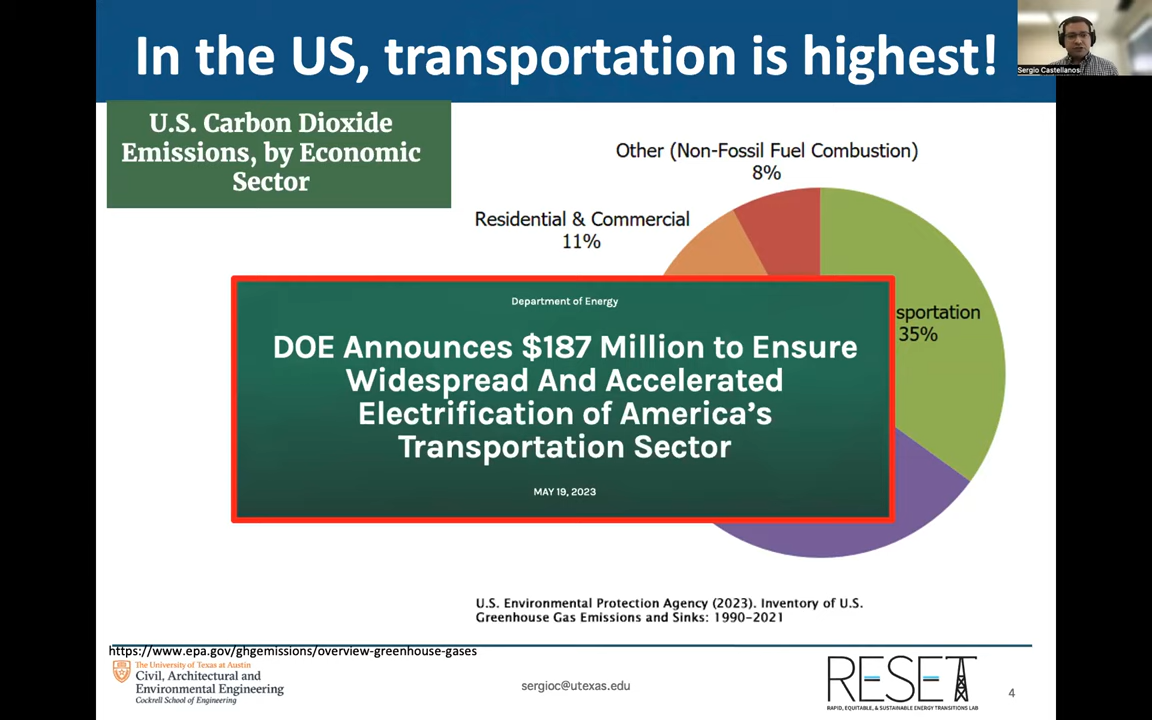 In the US, transportation is highest!
Sergio Castellanos
U.S. Carbon Dioxide
Emissions, by Economic
Sector
Other (Non-Fossil Fuel Combustion)
8%
Residential & Commercial
11%
sportation
35%
Department of Energy
DOE Announces $187 Million to Ensure
Widespread And Accelerated
Electrification of America's
Transportation Sector
MAY 19, 2023
U.S. Environmental Protection Agency (2023). Inventory of U.S.
Greenhouse Gas Emissions and Sinks: 1990-2021
https://www.epa.gov/ghgemissions/overview-greenhouse-gases
The University of Texas at Austin
Civil, Architectural and
Environmental Engineering
Cockrell School of Engineering
sergioc@utexas.edu
RESET
RAPID, EQUITABLE, & SUSTAINABLE ENERGY TRANSITIONS LAB
4